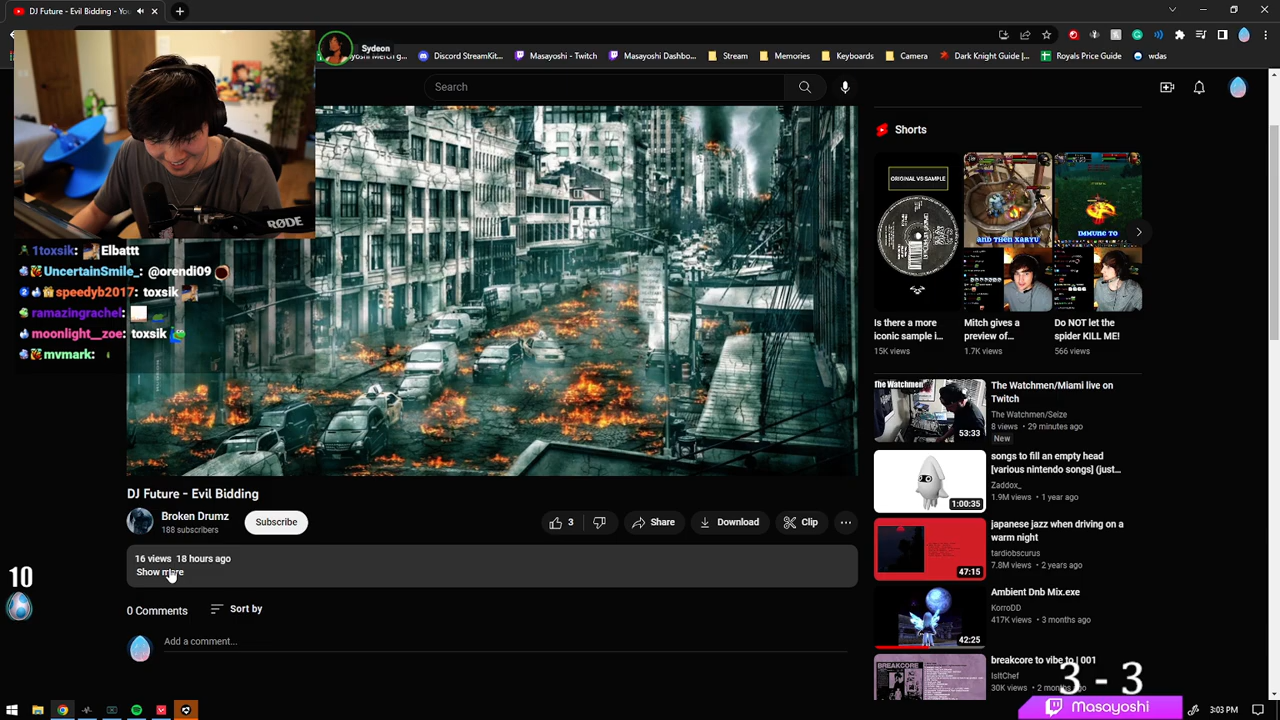 DJ Future - Evil Bidding - You
Discord StreamKit...
Masayoshi - Twitch
Masayoshi Dashbo...
Stream
Memories
Keyboards
Camera
Dark Knight Guide |...
Royals Price Guide
wdas
Sydeon
Search
RØDE
1toxsik: Elbattt
UncertainSmile_: @orendi09
speedyb2017: toxsik
ramazingrachel:
moonlight__zoe: toxsik
mvmark:
DJ Future - Evil Bidding
Broken Drumz
188 subscribers
Subscribe
3
Share
Download
Clip
16 views 18 hours ago
Show more
0 Comments
Sort by
Add a comment...
10
Shorts
ORIGINAL VS SAMPLE
AND THEN XARYU
IMMUNE TO
Is there a more
iconic sample i...
15K views
Mitch gives a
preview of...
1.7K views
Do NOT let the
spider KILL ME!
566 views
The Watchmen
53:33
The Watchmen/Miami live on
Twitch
The Watchmen/Seize
8 views • 29 minutes ago
New
1:00:35
songs to fill an empty head
[various nintendo songs] (just...
Zaddox_
1.9M views • 1 year ago
47:15
japanese jazz when driving on a
warm night
tardiobscurus
7.8M views • 2 years ago
42:25
Ambient Dnb Mix.exe
KorroDD
417K views • 3 months ago
BREAKCORE
breakcore to vibe to | 001
IsItChef
30K views • 2 months ago
3 - 3
Masayoshi
3:03 PM